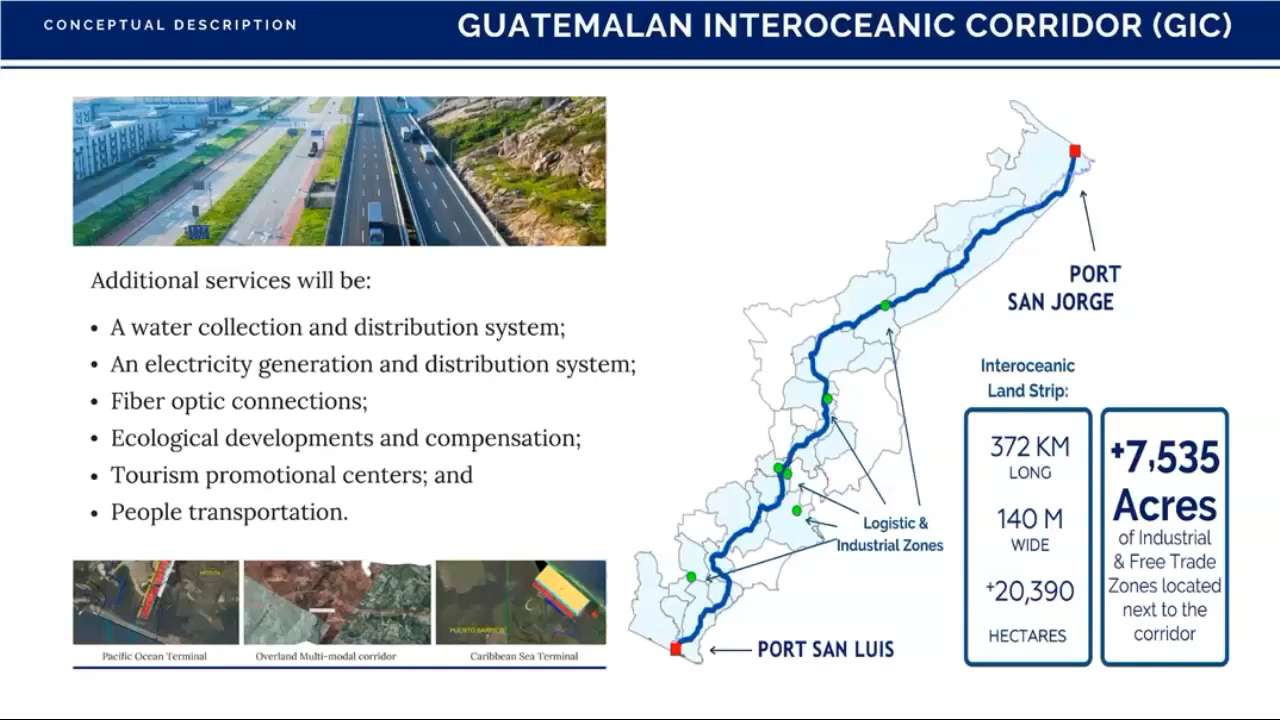 CONCEPTUAL DESCRIPTION
GUATEMALAN INTEROCEANIC CORRIDOR (GIC)
Additional services will be:
• A water collection and distribution system;
• An electricity generation and distribution system;
• Fiber optic connections;
• Ecological developments and compensation;
• Tourism promotional centers; and
• People transportation.
PUERTO BARRIOS
Pacific Ocean Terminal
Overland Multi-modal corridor
Caribbean Sea Terminal
PORT
SAN JORGE
Logistic &
Industrial Zones
PORT SAN LUIS
Interoceanic
Land Strip:
372 KM
LONG
140 M
WIDE
+20,390
HECTARES
+7,535
Acres
of Industrial
& Free Trade
Zones located
next to the
corridor